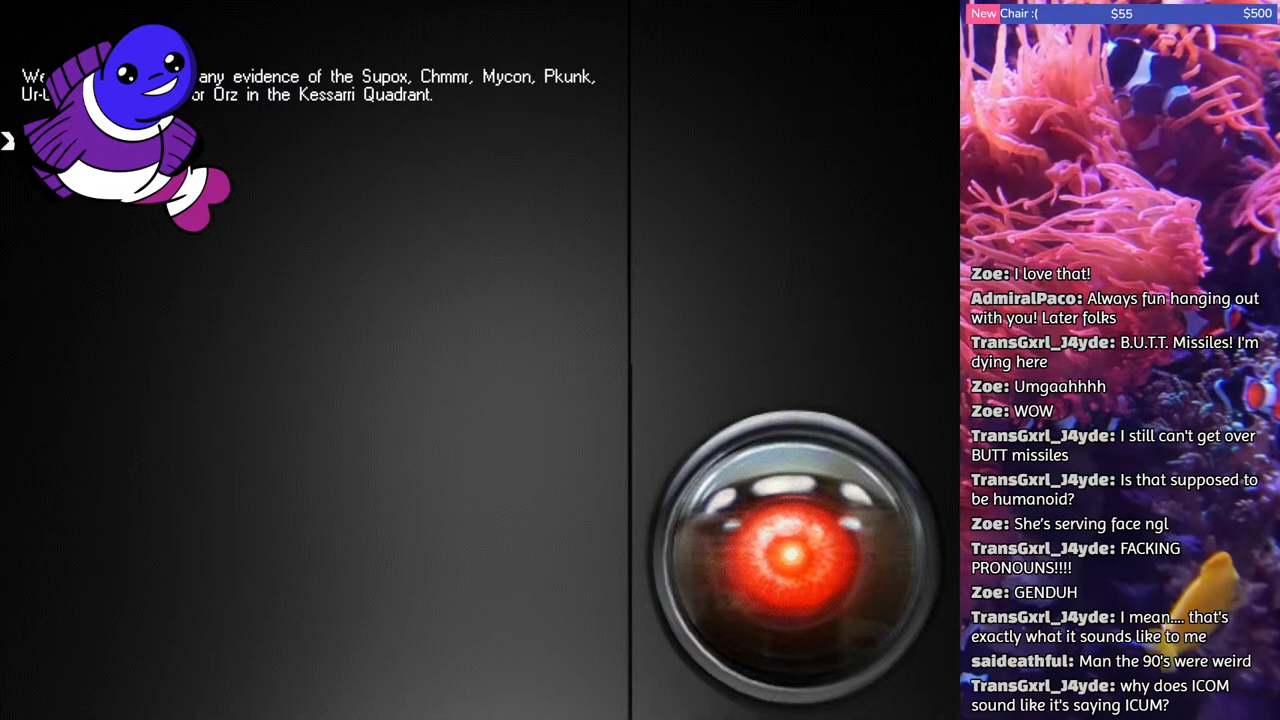 We any evidence of the Supox, Chmmr, Mycon, Pkunk,
or Orz in the Kessarri Quadrant.
New Chair :( $55 $500
Zoe: I love that!
AdmiralPaco: Always fun hanging out
with you! Later folks
TransGxrl_J4yde: B.U.T.T. Missiles! I'm
dying here
Zoe: Umgaahhhh
Zoe: WOW
TransGxrl_J4yde: I still can't get over
BUTT missiles
TransGxrl_J4yde: Is that supposed to
be humanoid?
Zoe: She's serving face ngl
TransGxrl_J4yde: FACKING
PRONOUNS!!!!
Zoe: GENDUH
TransGxrl_J4yde: I mean.... that's
exactly what it sounds like to me
saideathful: Man the 90's were weird
TransGxrl_J4yde: why does ICOM
sound like it's saying ICUM?